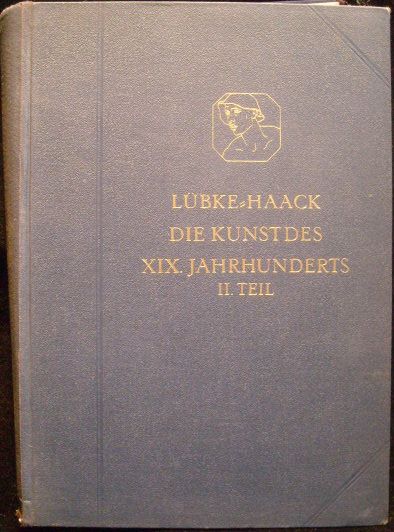 LÜBKE=HAACK
DIE KUNST DES
XIX. JAHRHUNDERTS
II. TEIL